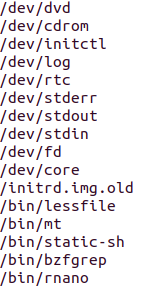 /dev/dvd
/dev/cdrom
/dev/initctl
/dev/log
/dev/rtc
/dev/stderr
/dev/stdout
/dev/stdin
/dev/fd
/dev/core
/initrd.img.old
/bin/lessfile
/bin/mt
/bin/static-sh
/bin/bzfgrep
/bin/rnano